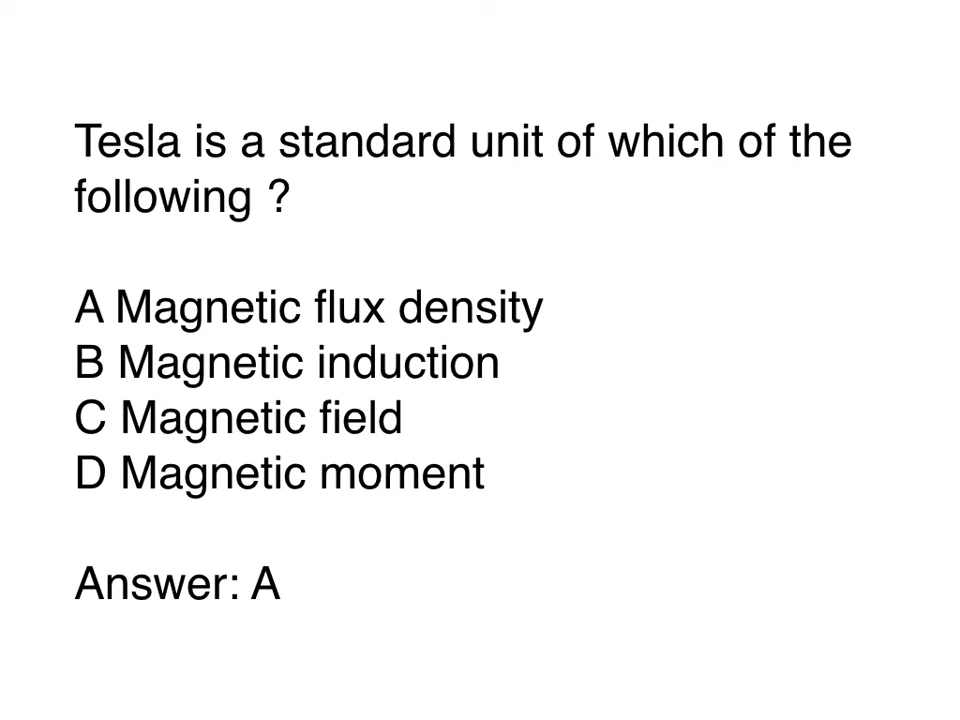 Tesla is a standard unit of which of the
following ?
A Magnetic flux density
B Magnetic induction
C Magnetic field
D Magnetic moment
Answer: A